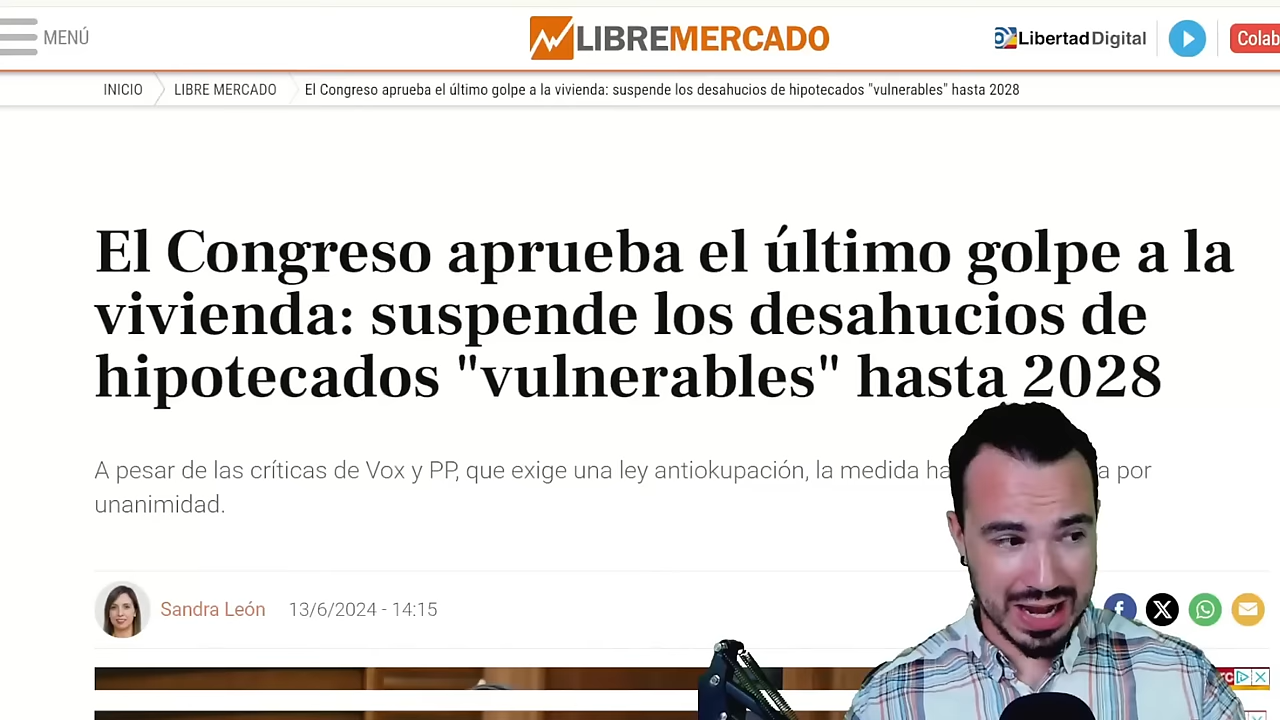 MENÚ
LIBREMERCADO
LibertadDigital
Colab
INICIO
LIBRE MERCADO
El Congreso aprueba el último golpe a la vivienda: suspende los desahucios de hipotecados "vulnerables" hasta 2028
El Congreso aprueba el último golpe a la
vivienda: suspende los desahucios de
hipotecados "vulnerables" hasta 2028
A pesar de las críticas de Vox y PP, que exige una ley antiokupación, la medida ha a por
unanimidad.
Sandra León
13/6/2024 - 14:15